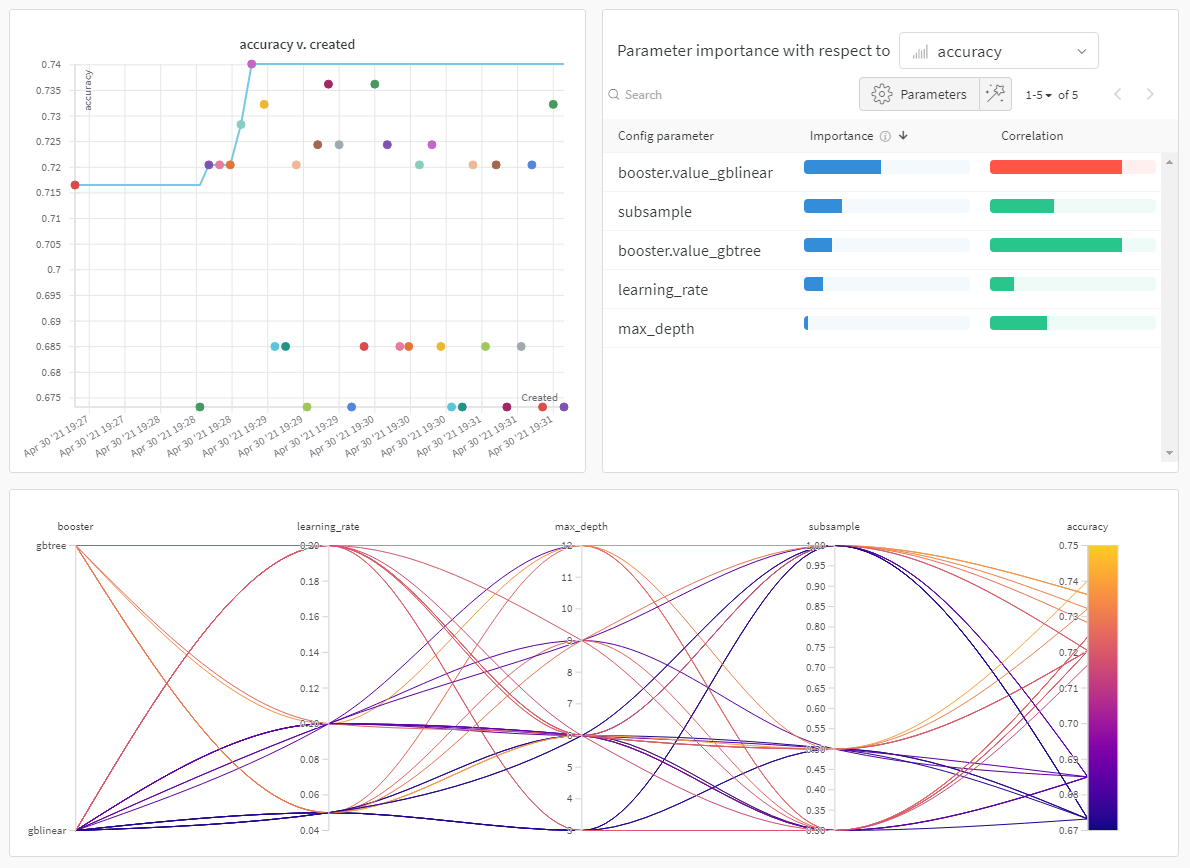 accuracy v. created
0.74
0.735
0.73
0.725
0.72
0.715
0.71
0.705
0.7
0.695
0.69
0.685
0.68
0.675
accuracy
Created
Apr 30 '21 19:27
Apr 30 '21 19:27
Apr 30 '21 19:28
Apr 30 '21 19:28
Apr 30 '21 19:28
Apr 30 '21 19:29
Apr 30 '21 19:29
Apr 30 '21 19:29
Apr 30 '21 19:30
Apr 30 '21 19:30
Apr 30 '21 19:30
Apr 30 '21 19:31
Apr 30 '21 19:31
Apr 30 '21 19:31
Parameter importance with respect to accuracy
Search Parameters 1-5 of 5
Config parameter Importance Correlation
booster.value_gblinear
subsample
booster.value_gbtree
learning_rate
max_depth
booster learning_rate max_depth subsample accuracy
gbtree
gblinear
0.20
0.18
0.16
0.14
0.12
0.10
0.08
0.06
0.04
12
11
10
9
8
7
6
5
4
3
1.00
0.95
0.90
0.85
0.80
0.75
0.70
0.65
0.60
0.55
0.50
0.45
0.40
0.35
0.30
0.75
0.74
0.73
0.72
0.71
0.70
0.69
0.68
0.67